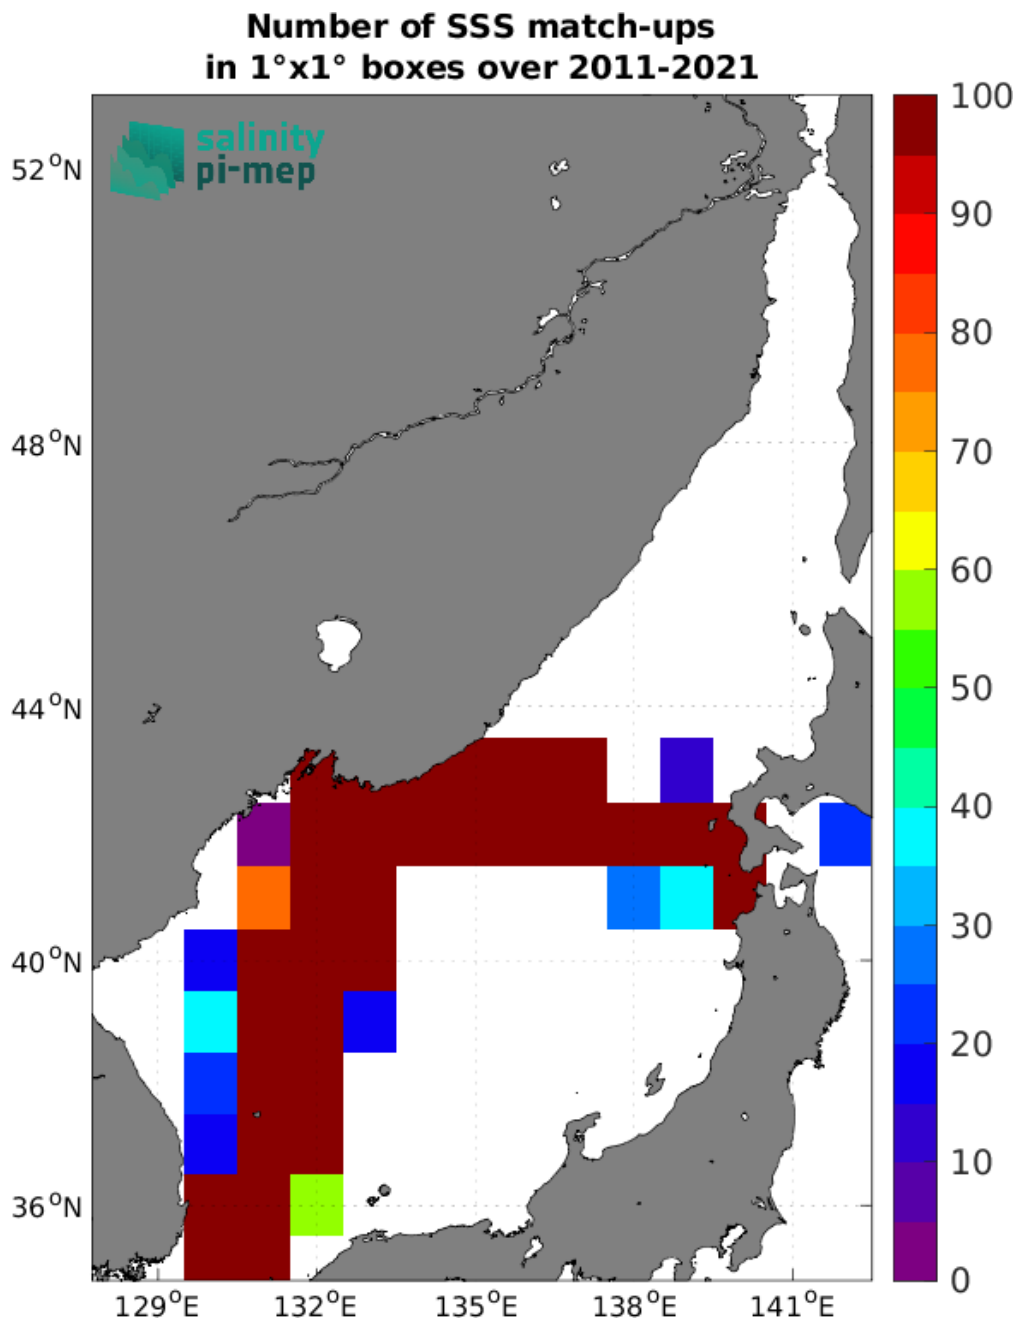 Number of SSS match-ups
in 1°x1° boxes over 2011-2021
salinity
pi-mep
52°N
48°N
44°N
40°N
36°N
129°E
132°E
135°E
138°E
141°E
100
90
80
70
60
50
40
30
20
10
0